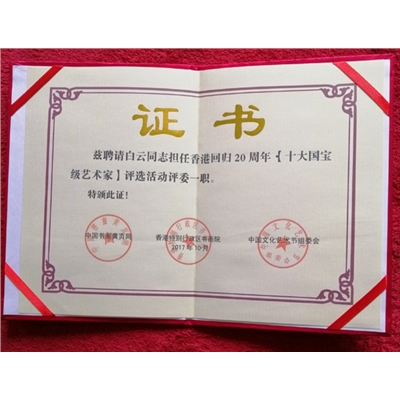 证书
兹聘请白云同志担任香港回归20周年【十大国宝
级艺术家】评选活动评委一职。
特颁此证！
中国书画黄页网
香港特别行政区书画院
中国文化艺术书组委会
2017年10月